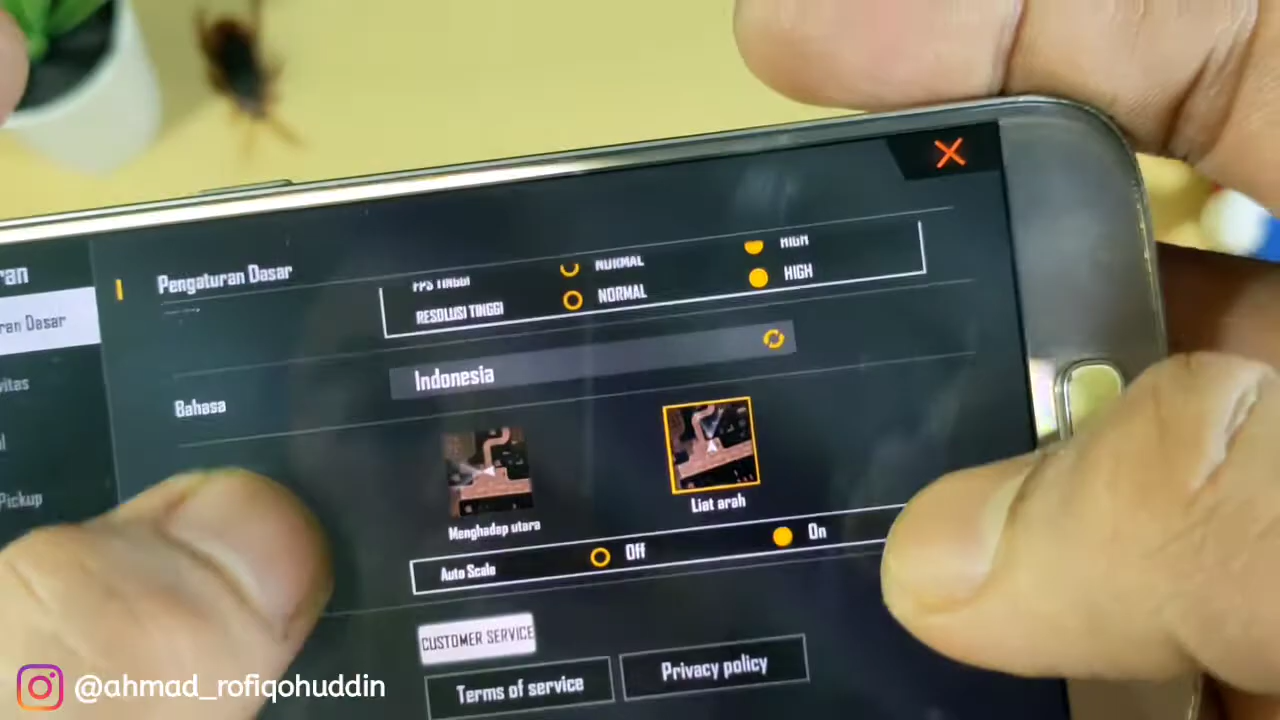 ran
Pengaturan Dasar
ran Dasar
vitas
l
Pickup
FPS TINGGI
NORMAL
HIGH
RESOLUSI TINGGI
NORMAL
HIGH
Bahasa
Indonesia
Menghadap utara
Liat arah
Auto Scale
Off
On
CUSTOMER SERVICE
Terms of service
Privacy policy
@ahmad_rofiqohuddin